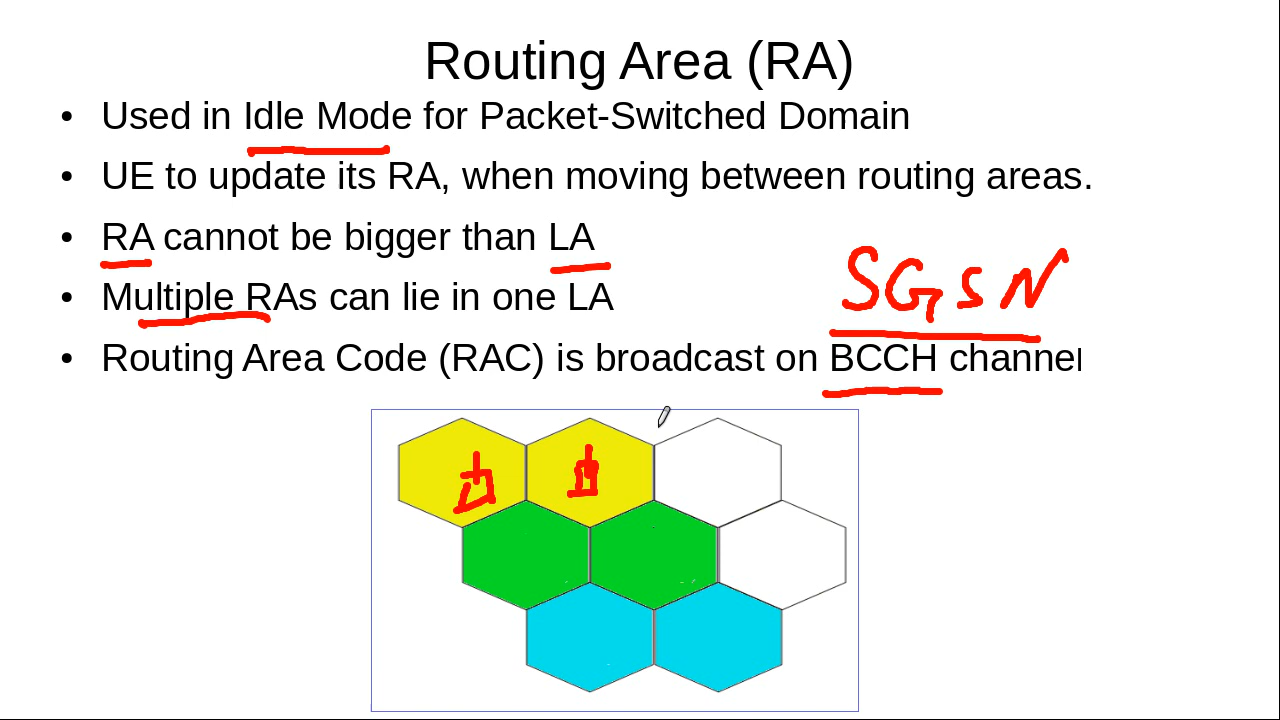 Routing Area (RA)
• Used in Idle Mode for Packet-Switched Domain
• UE to update its RA, when moving between routing areas.
• RA cannot be bigger than LA
SGSN
• Multiple RAs can lie in one LA
• Routing Area Code (RAC) is broadcast on BCCH channel